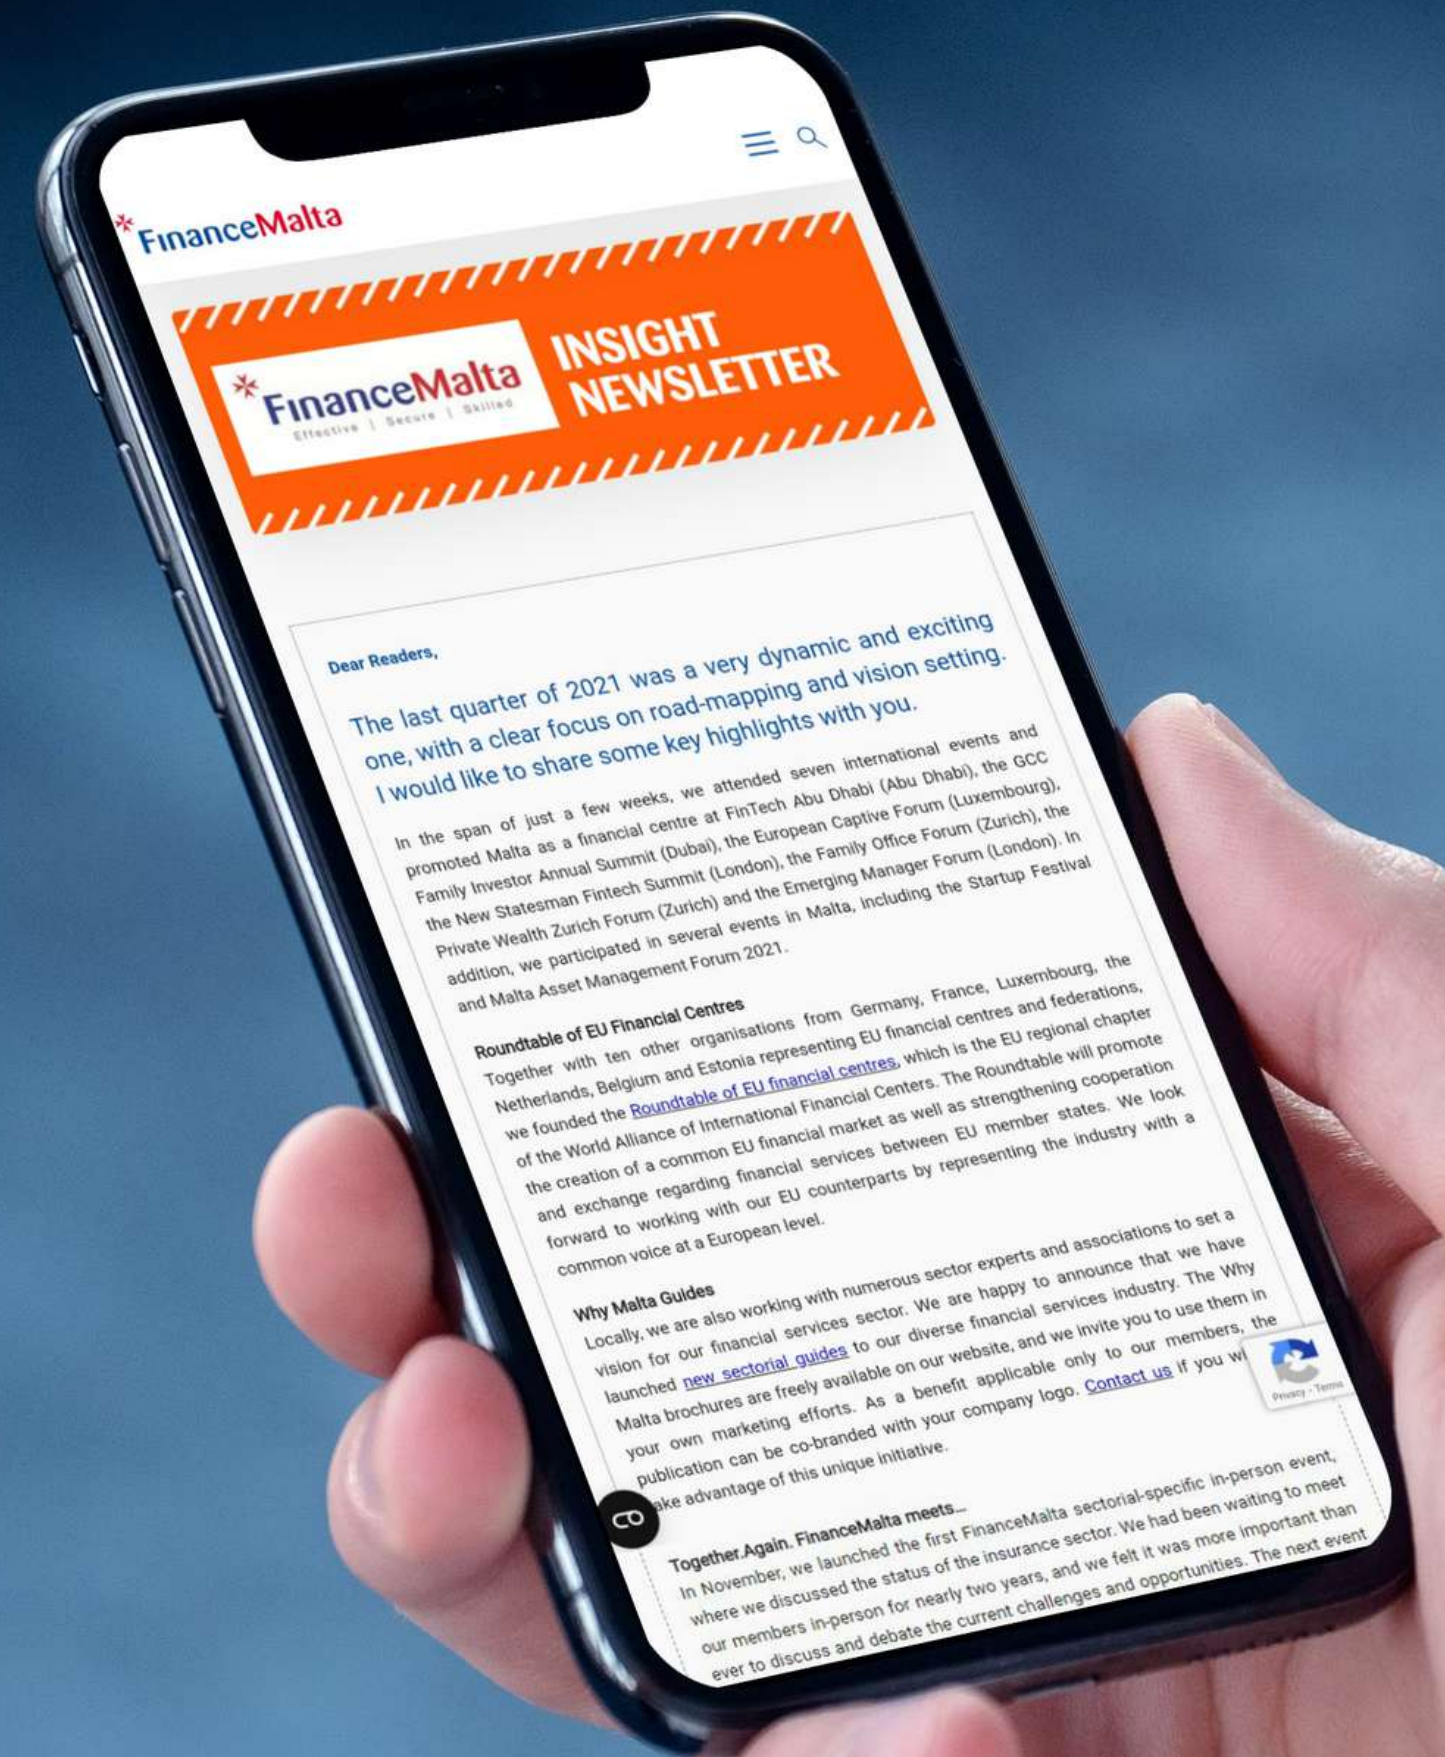 FinanceMalta
FinanceMalta
Effective | Secure | Skilled
INSIGHT
NEWSLETTER
Dear Readers,
The last quarter of 2021 was a very dynamic and exciting
one, with a clear focus on road-mapping and vision setting.
I would like to share some key highlights with you.
In the span of just a few weeks, we attended seven international events and
promoted Malta as a financial centre at FinTech Abu Dhabi (Abu Dhabi), the GCC
Family Investor Annual Summit (Dubai), the European Captive Forum (Luxembourg),
the New Statesman Fintech Summit (London), the Family Office Forum (Zurich), the
Private Wealth Zurich Forum (Zurich) and the Emerging Manager Forum (London). In
addition, we participated in several events in Malta, including the Startup Festival
and Malta Asset Management Forum 2021.
Roundtable of EU Financial Centres
Together with ten other organisations from Germany, France, Luxembourg, the
Netherlands, Belgium and Estonia representing EU financial centres and federations,
we founded the Roundtable of EU financial centres, which is the EU regional chapter
of the World Alliance of International Financial Centers. The Roundtable will promote
the creation of a common EU financial market as well as strengthening cooperation
and exchange regarding financial services between EU member states. We look
forward to working with our EU counterparts by representing the industry with a
common voice at a European level.
Why Malta Guides
Locally, we are also working with numerous sector experts and associations to set a
vision for our financial services sector. We are happy to announce that we have
launched new sectorial guides to our diverse financial services industry. The Why
Malta brochures are freely available on our website, and we invite you to use them in
your own marketing efforts. As a benefit applicable only to our members, the
publication can be co-branded with your company logo. Contact us if you wi
ake advantage of this unique initiative.
Privacy - Terms
Together.Again. FinanceMalta meets...
In November, we launched the first FinanceMalta sectorial-specific in-person event,
where we discussed the status of the insurance sector. We had been waiting to meet
our members in-person for nearly two years, and we felt it was more important than
ever to discuss and debate the current challenges and opportunities. The next event